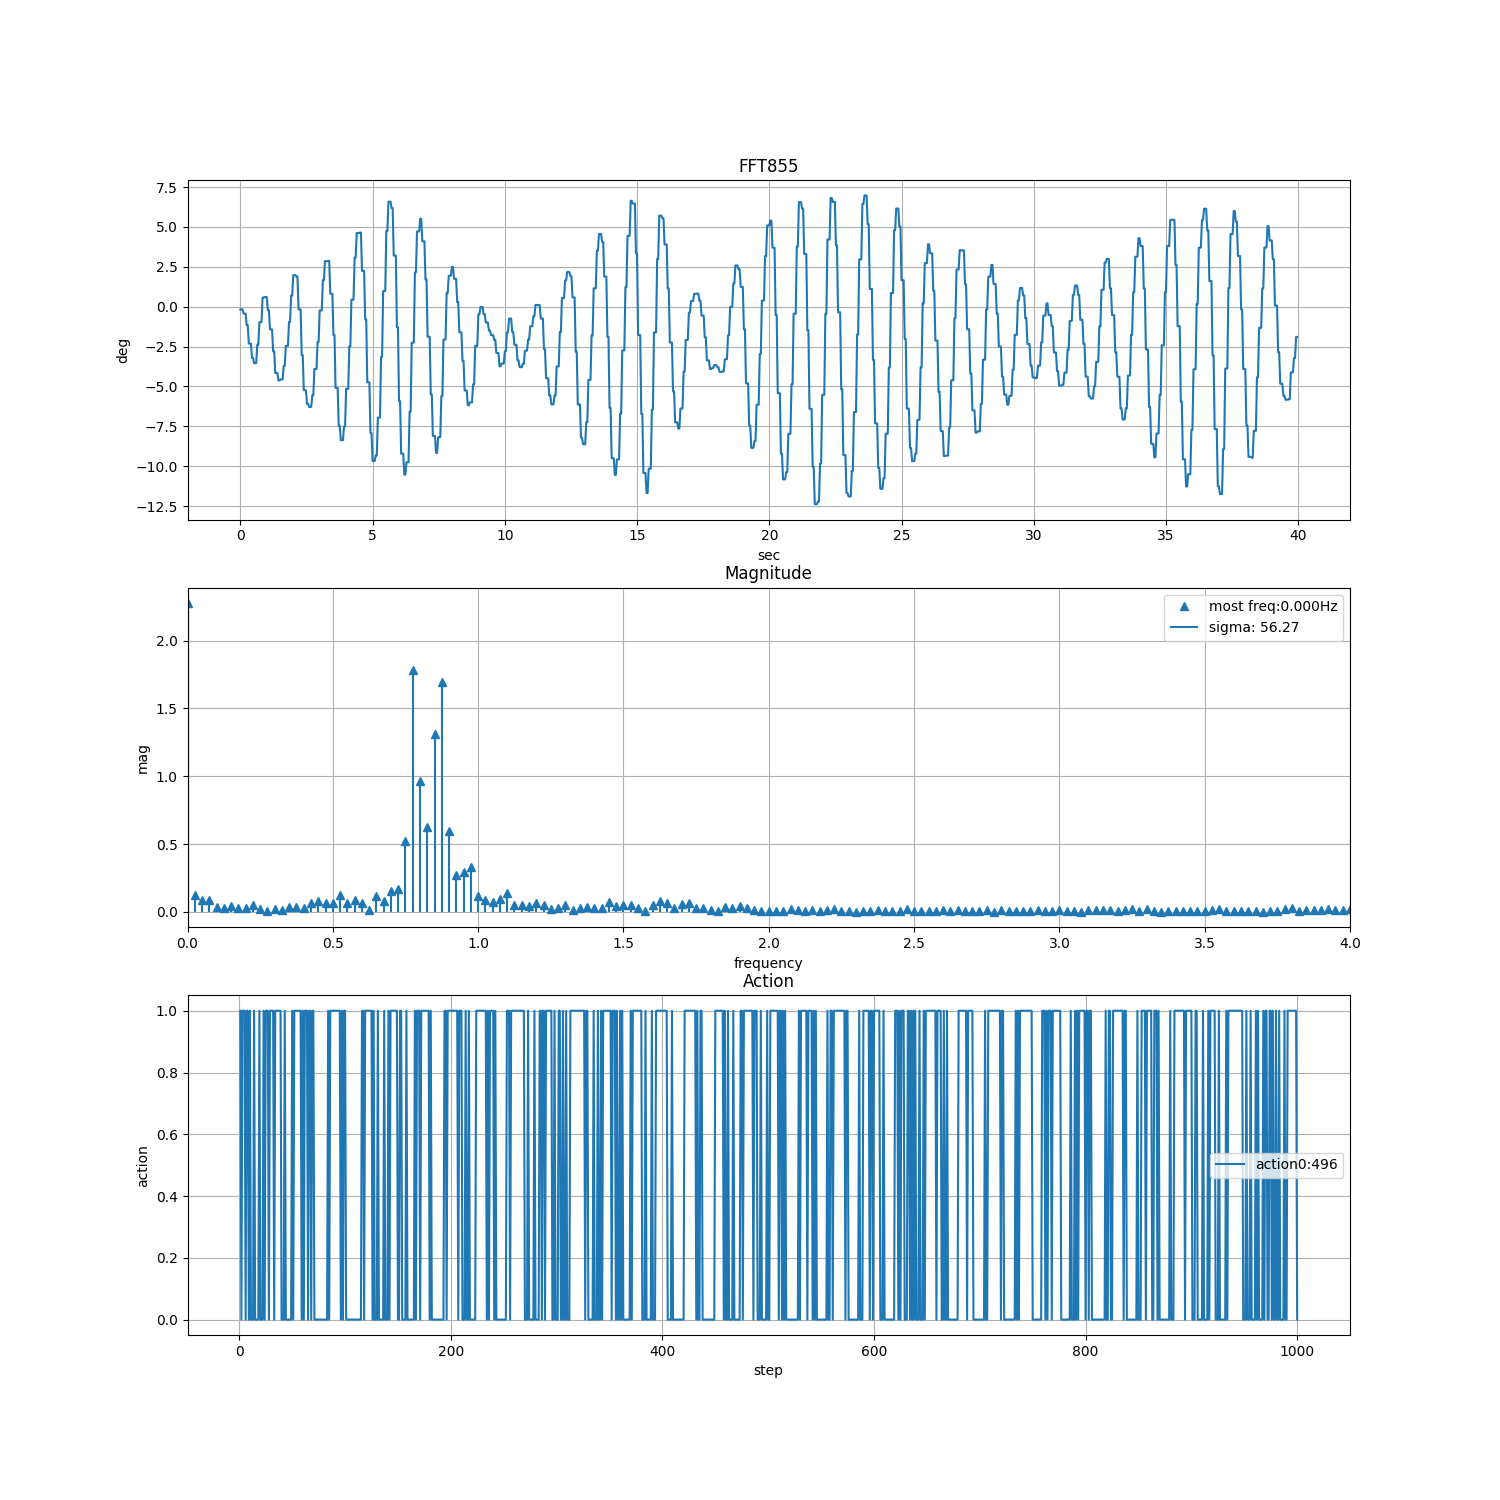 FFT855
7.5
5.0
2.5
0.0
−2.5
−5.0
−7.5
−10.0
−12.5
deg
0 5 10 15 20 25 30 35 40
sec
Magnitude
most freq:0.000Hz
sigma: 56.27
2.0
1.5
1.0
0.5
0.0
mag
0.0 0.5 1.0 1.5 2.0 2.5 3.0 3.5 4.0
frequency
Action
1.0
0.8
0.6
0.4
0.2
0.0
action
action0:496
0 200 400 600 800 1000
step